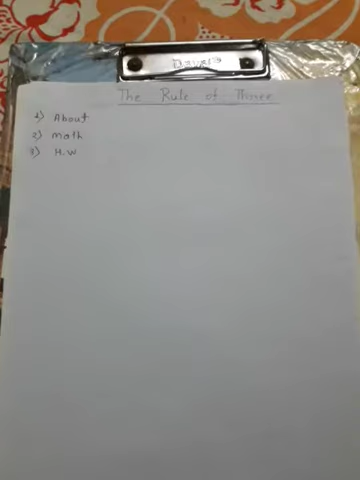 The Rule of Three
1) About
2) Math
3) H.W